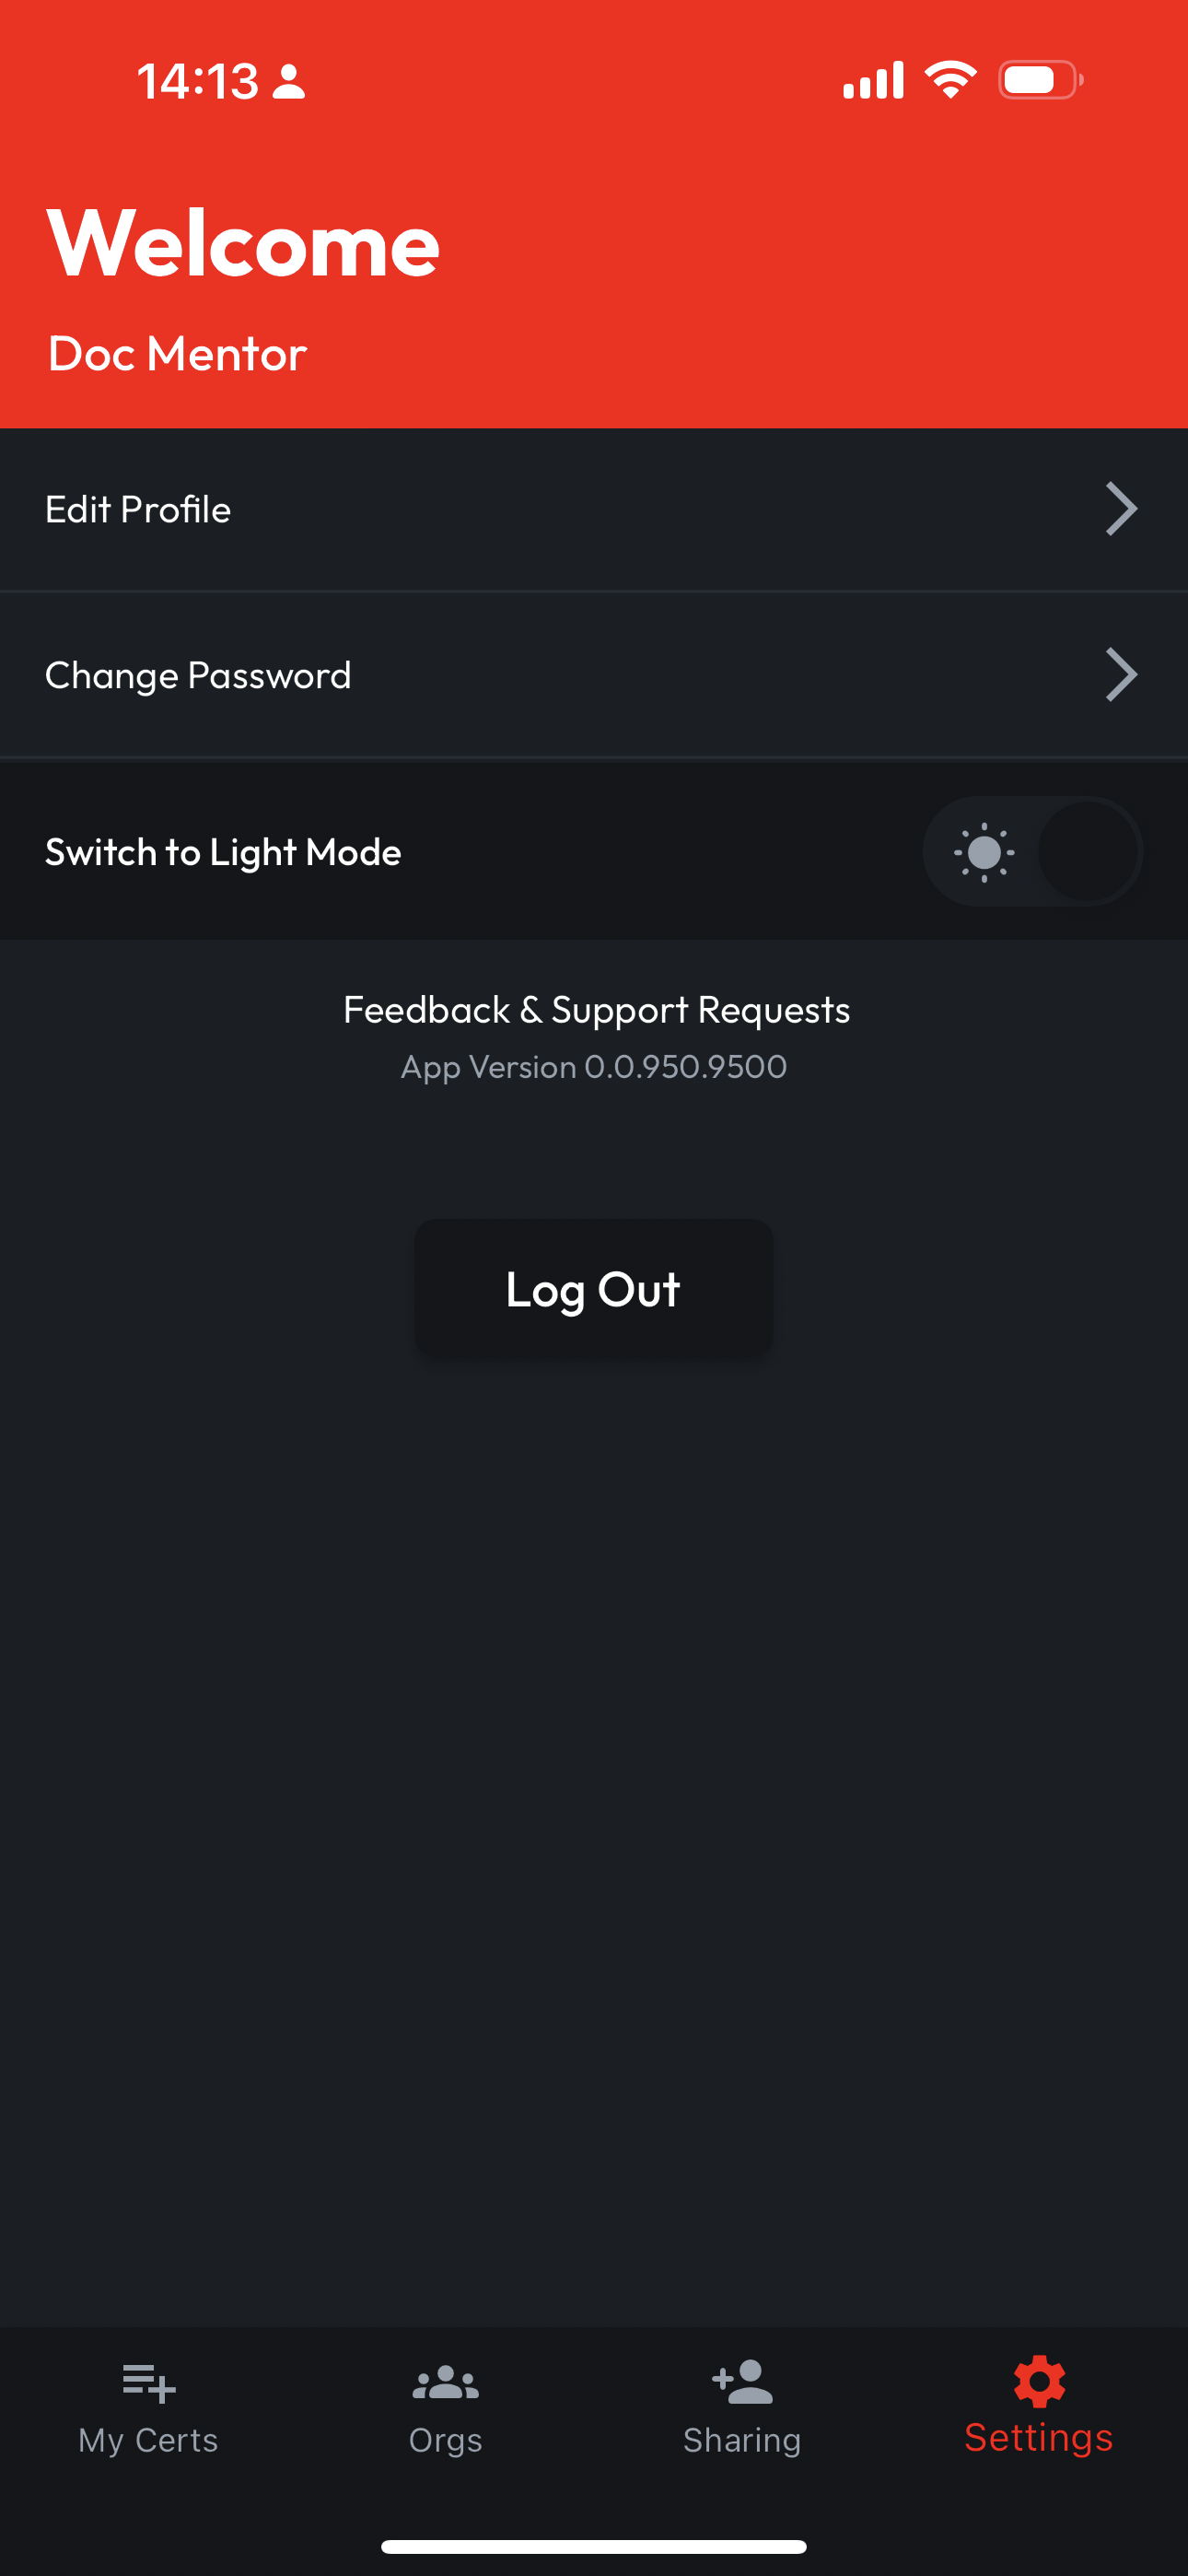 14:13
Welcome
Doc Mentor
Edit Profile
Change Password
Switch to Light Mode
Feedback & Support Requests
App Version 0.0.950.9500
Log Out
My Certs
Orgs
Sharing
Settings